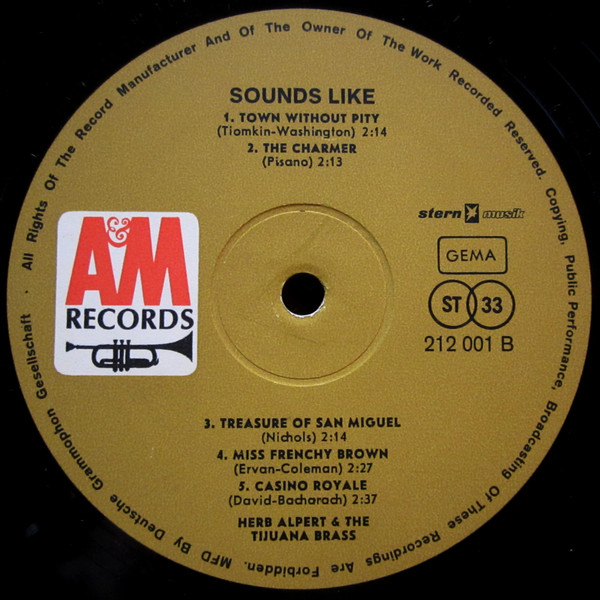 All Rights Of The Record Manufacturer And Of The Owner Of The Work Recorded Reserved. Copying, Public Performance, Broadcasting Of These Recordings Are Forbidden. MFD By Deutsche Grammophon Gesellschaft ·
SOUNDS LIKE
1. TOWN WITHOUT PITY
(Tiomkin-Washington) 2:14
2. THE CHARMER
(Pisano) 2:13
A&M
RECORDS
stern musik
GEMA
ST 33
212 001 B
3. TREASURE OF SAN MIGUEL
(Nichols) 2:14
4. MISS FRENCHY BROWN
(Ervan-Coleman) 2:27
5. CASINO ROYALE
(David-Bacharach) 2:37
HERB ALPERT & THE
TIJUANA BRASS